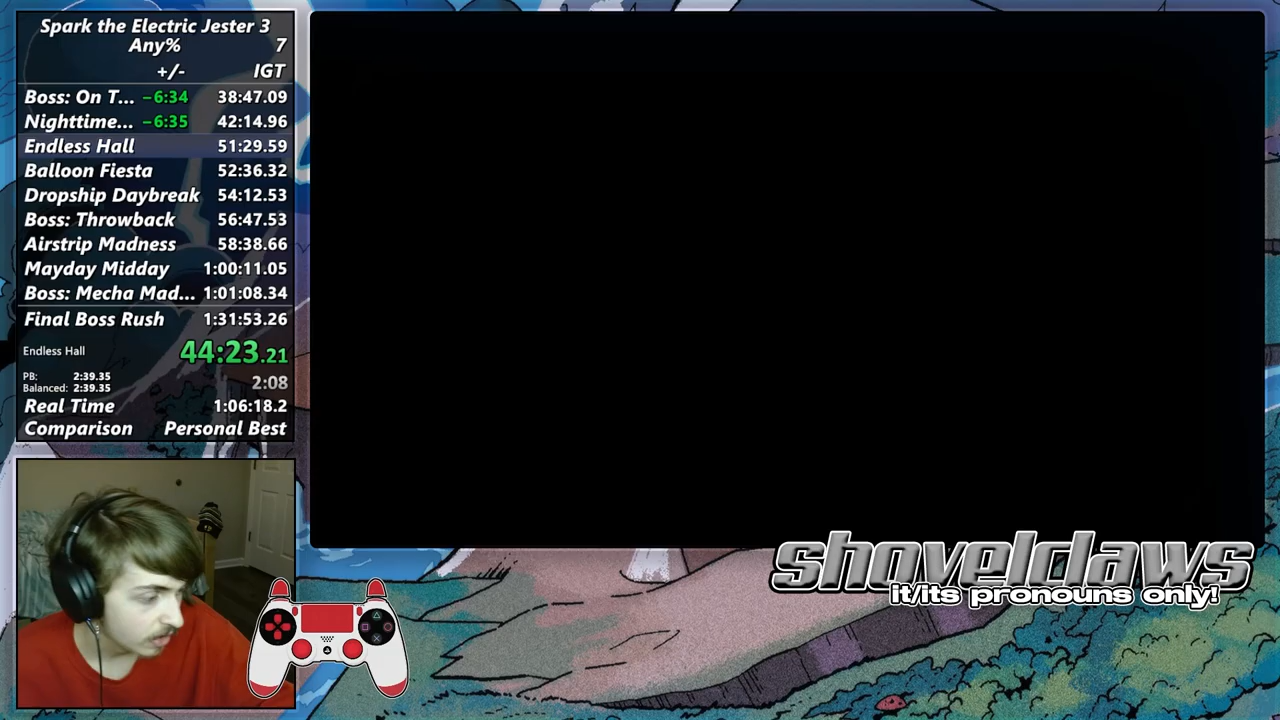 Spark the Electric Jester 3
Any% 7
+/- IGT
Boss: On T... −6:34 38:47.09
Nighttime... −6:35 42:14.96
Endless Hall 51:29.59
Balloon Fiesta 52:36.32
Dropship Daybreak 54:12.53
Boss: Throwback 56:47.53
Airstrip Madness 58:38.66
Mayday Midday 1:00:11.05
Boss: Mecha Mad... 1:01:08.34
Final Boss Rush 1:31:53.26
Endless Hall 44:23.21
PB: 2:39.35
Balanced: 2:39.35 2:08
Real Time 1:06:18.2
Comparison Personal Best
shovelclaws
it/its pronouns only!